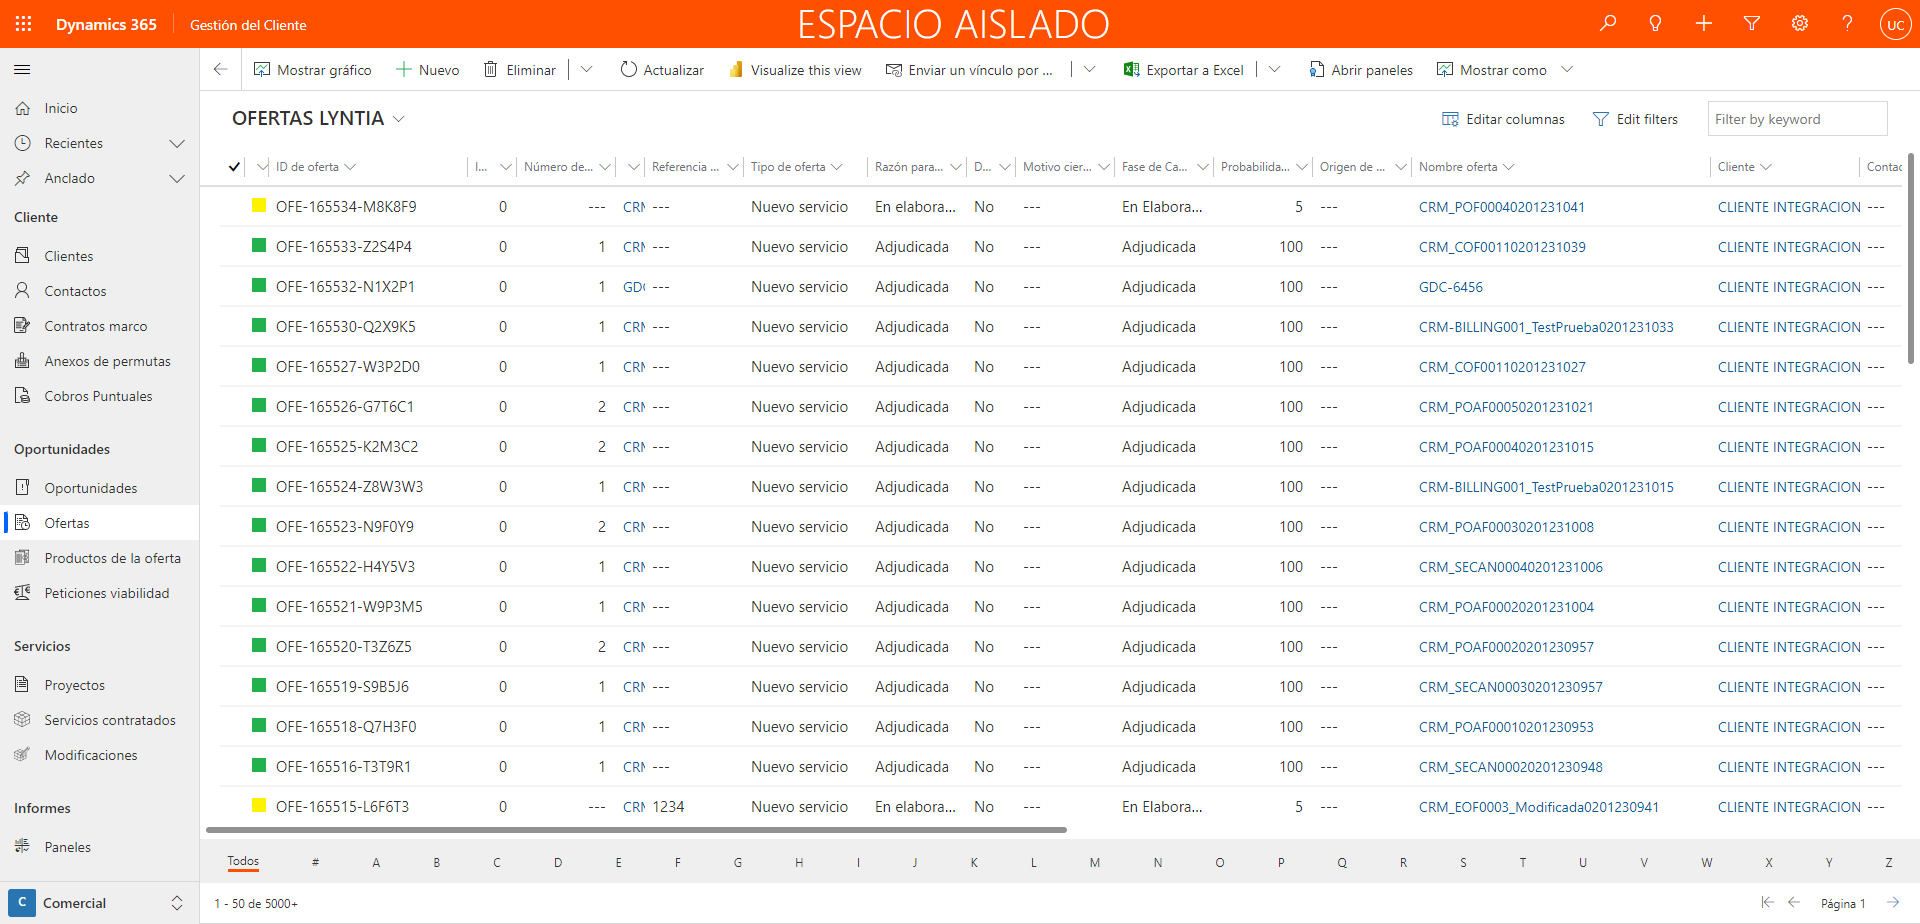 Dynamics 365 Gestión del Cliente ESPACIO AISLADO UC
Mostrar gráfico Nuevo Eliminar Actualizar Visualize this view Enviar un vínculo por ... Exportar a Excel Abrir paneles Mostrar como
Inicio
Recientes
Anclado
Cliente
Clientes
Contactos
Contratos marco
Anexos de permutas
Cobros Puntuales
Oportunidades
Oportunidades
Ofertas
Productos de la oferta
Peticiones viabilidad
Servicios
Proyectos
Servicios contratados
Modificaciones
Informes
Paneles
C Comercial
OFERTAS LYNTIA Editar columnas Edit filters Filter by keyword
ID de oferta I... Número de... Referencia ... Tipo de oferta Razón para... D... Motivo cier... Fase de Ca... Probabilida... Origen de ... Nombre oferta Cliente Contac
OFE-165534-M8K8F9 0 --- CRM --- Nuevo servicio En elabora... No --- En Elabora... 5 --- CRM_POF00040201231041 CLIENTE INTEGRACION ---
OFE-165533-Z2S4P4 0 1 CRM --- Nuevo servicio Adjudicada No --- Adjudicada 100 --- CRM_COF00110201231039 CLIENTE INTEGRACION ---
OFE-165532-N1X2P1 0 1 GDC --- Nuevo servicio Adjudicada No --- Adjudicada 100 --- GDC-6456 CLIENTE INTEGRACION ---
OFE-165530-Q2X9K5 0 1 CRM --- Nuevo servicio Adjudicada No --- Adjudicada 100 --- CRM-BILLING001_TestPrueba0201231033 CLIENTE INTEGRACION ---
OFE-165527-W3P2D0 0 1 CRM --- Nuevo servicio Adjudicada No --- Adjudicada 100 --- CRM_COF00110201231027 CLIENTE INTEGRACION ---
OFE-165526-G7T6C1 0 2 CRM --- Nuevo servicio Adjudicada No --- Adjudicada 100 --- CRM_POAF00050201231021 CLIENTE INTEGRACION ---
OFE-165525-K2M3C2 0 2 CRM --- Nuevo servicio Adjudicada No --- Adjudicada 100 --- CRM_POAF00040201231015 CLIENTE INTEGRACION ---
OFE-165524-Z8W3W3 0 1 CRM --- Nuevo servicio Adjudicada No --- Adjudicada 100 --- CRM-BILLING001_TestPrueba0201231015 CLIENTE INTEGRACION ---
OFE-165523-N9F0Y9 0 2 CRM --- Nuevo servicio Adjudicada No --- Adjudicada 100 --- CRM_POAF00030201231008 CLIENTE INTEGRACION ---
OFE-165522-H4Y5V3 0 1 CRM --- Nuevo servicio Adjudicada No --- Adjudicada 100 --- CRM_SECAN00040201231006 CLIENTE INTEGRACION ---
OFE-165521-W9P3M5 0 1 CRM --- Nuevo servicio Adjudicada No --- Adjudicada 100 --- CRM_POAF00020201231004 CLIENTE INTEGRACION ---
OFE-165520-T3Z6Z5 0 2 CRM --- Nuevo servicio Adjudicada No --- Adjudicada 100 --- CRM_POAF00020201230957 CLIENTE INTEGRACION ---
OFE-165519-S9B5J6 0 1 CRM --- Nuevo servicio Adjudicada No --- Adjudicada 100 --- CRM_SECAN00030201230957 CLIENTE INTEGRACION ---
OFE-165518-Q7H3F0 0 1 CRM --- Nuevo servicio Adjudicada No --- Adjudicada 100 --- CRM_POAF00010201230953 CLIENTE INTEGRACION ---
OFE-165516-T3T9R1 0 1 CRM --- Nuevo servicio Adjudicada No --- Adjudicada 100 --- CRM_SECAN00020201230948 CLIENTE INTEGRACION ---
OFE-165515-L6F6T3 0 --- CRM 1234 Nuevo servicio En elabora... No --- En Elabora... 5 --- CRM_EOF0003_Modificada0201230941 CLIENTE INTEGRACION ---
Todos # A B C D E F G H I J K L M N O P Q R S T U V W X Y Z
1 - 50 de 5000+ Página 1